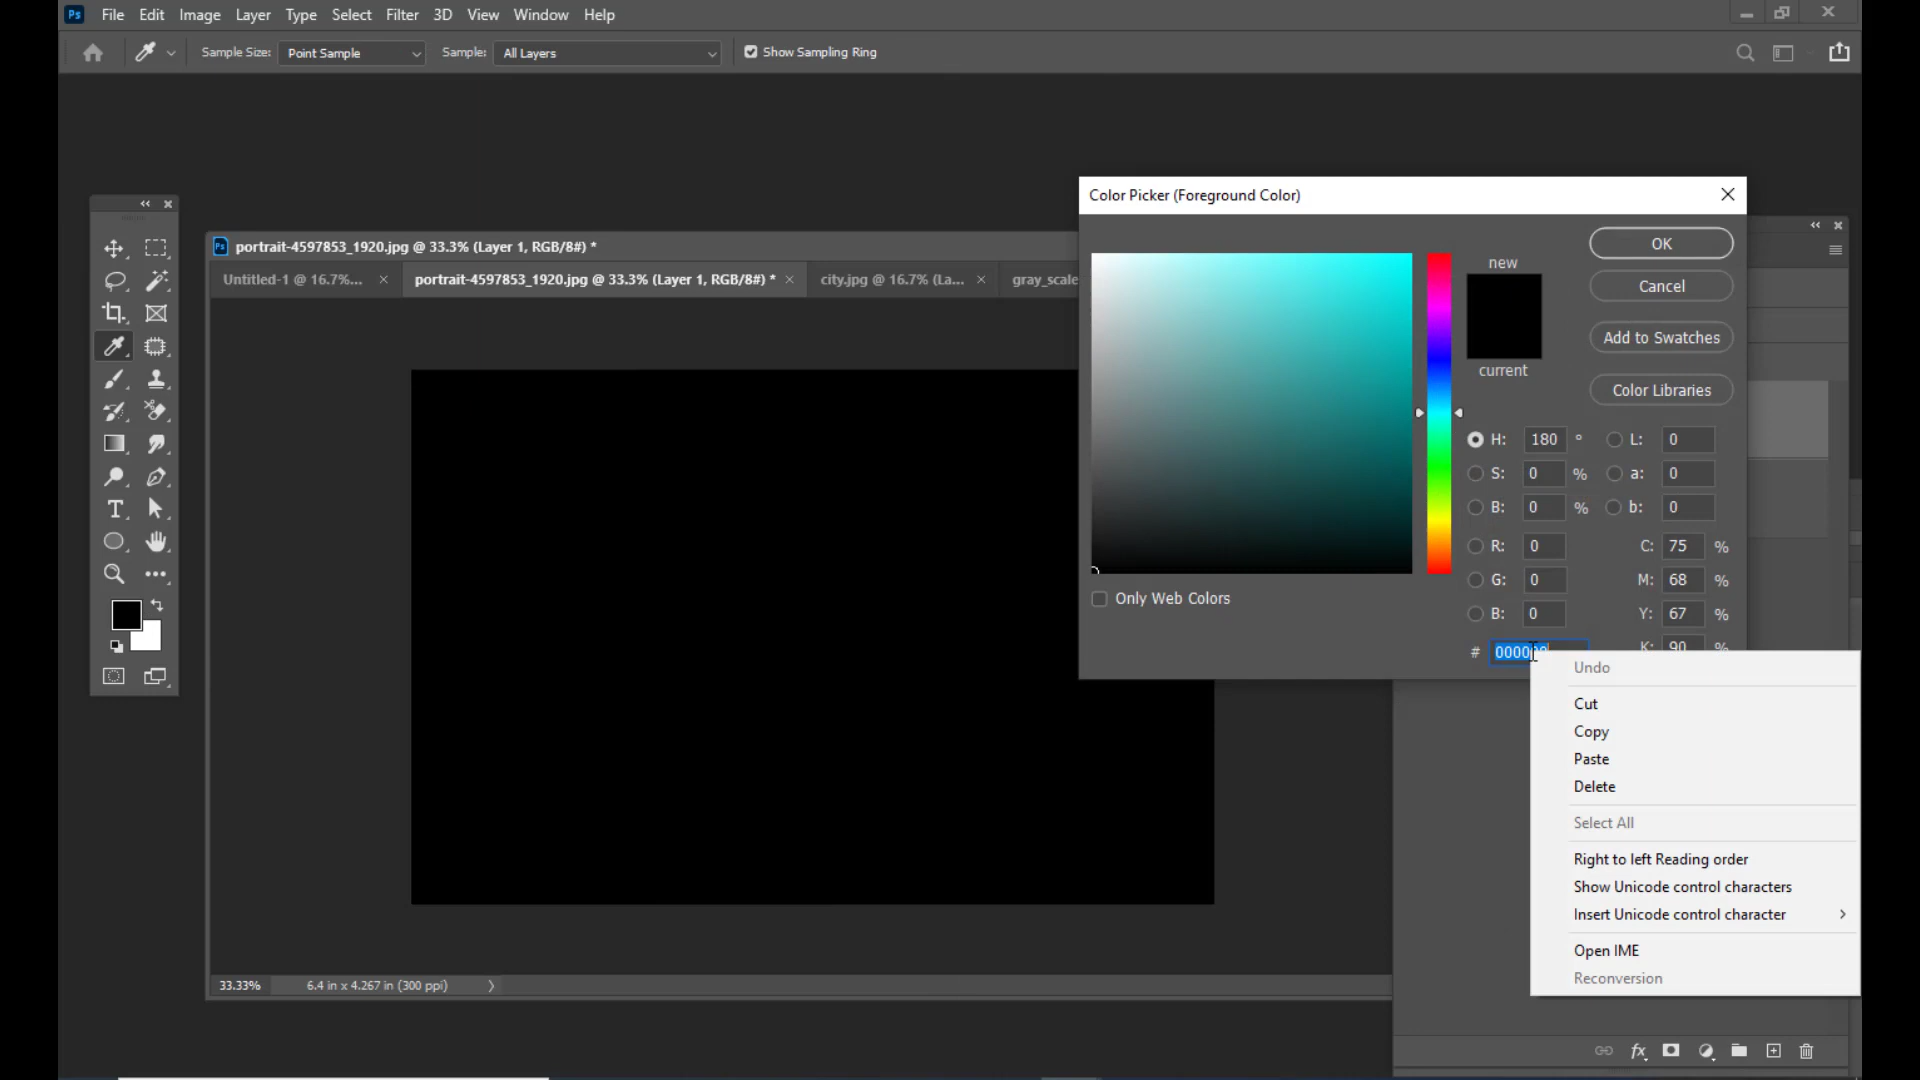 Ps File Edit Image Layer Type Select Filter 3D View Window Help
Sample Size: Point Sample Sample: All Layers Show Sampling Ring
Color Picker (Foreground Color)
Ps portrait-4597853_1920.jpg @ 33.3% (Layer 1, RGB/8#) *
Untitled-1 @ 16.7%... portrait-4597853_1920.jpg @ 33.3% (Layer 1, RGB/8#) * city.jpg @ 16.7% (La... gray_scale
new
OK
Cancel
Add to Swatches
current
Color Libraries
H: 180 ° L: 0
S: 0 % a: 0
B: 0 % b: 0
R: 0 C: 75 %
G: 0 M: 68 %
B: 0 Y: 67 %
Only Web Colors
# 000000 K: 90 %
Undo
Cut
Copy
Paste
Delete
Select All
Right to left Reading order
Show Unicode control characters
Insert Unicode control character
Open IME
Reconversion
33.33% 6.4 in x 4.267 in (300 ppi)
fx